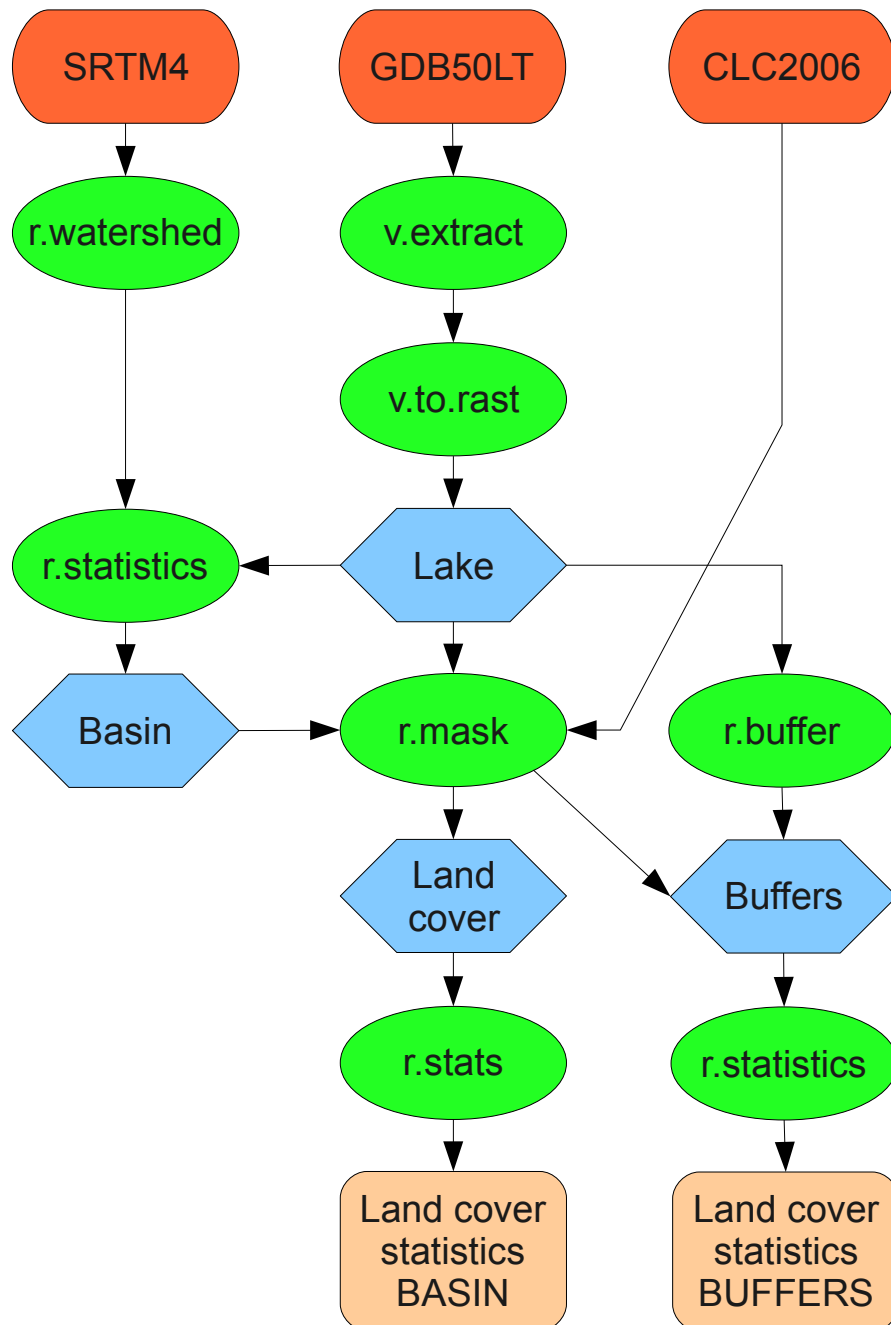 SRTM4
GDB50LT
CLC2006
r.watershed
v.extract
v.to.rast
r.statistics
Lake
Basin
r.mask
r.buffer
Land
cover
Buffers
r.stats
r.statistics
Land cover
statistics
BASIN
Land cover
statistics
BUFFERS